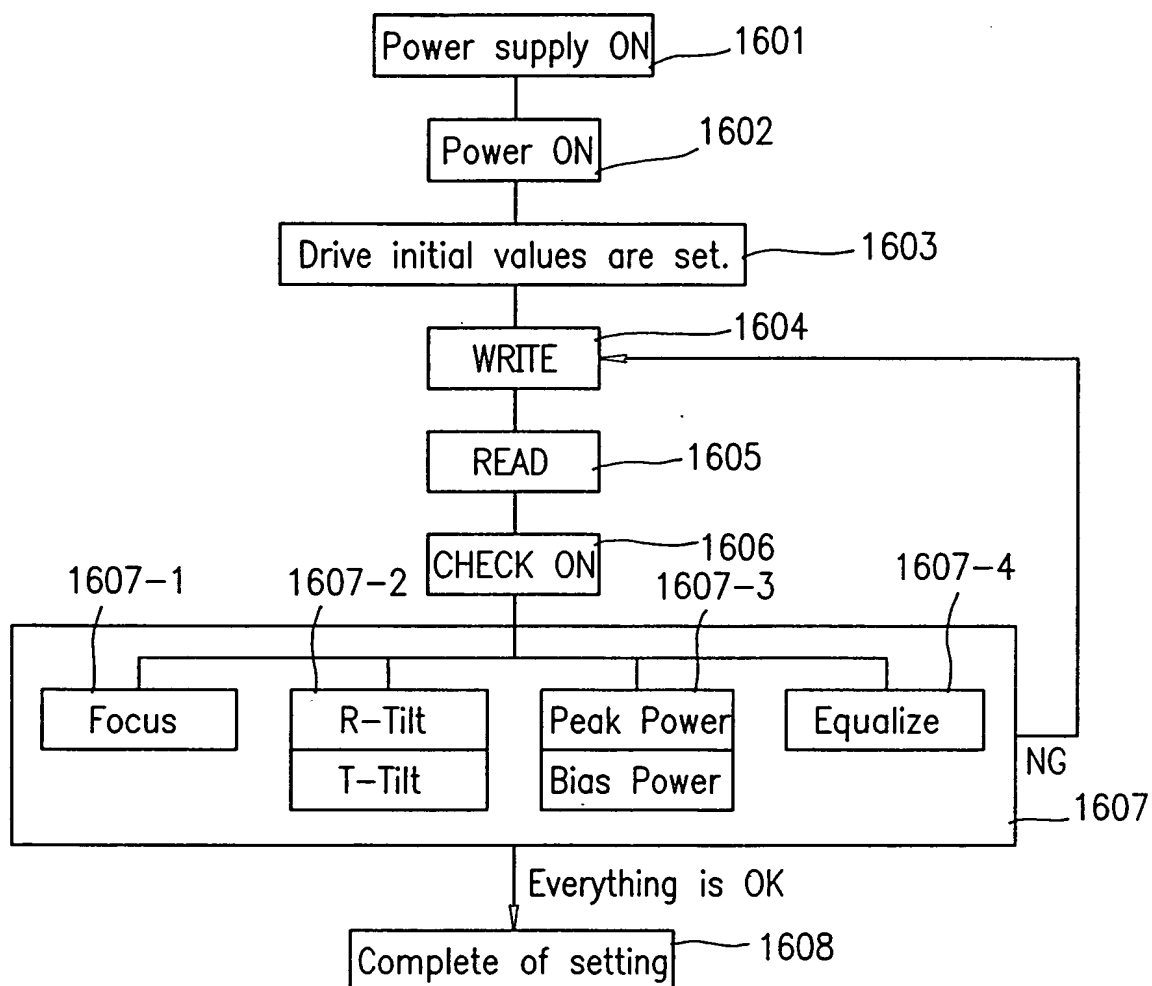 Power supply ON
1601
Power ON
1602
Drive initial values are set.
1603
WRITE
1604
READ
1605
CHECK ON
1606
1607-1
1607-2
1607-3
1607-4
Focus
R-Tilt
T-Tilt
Peak Power
Bias Power
Equalize
NG
1607
Everything is OK
Complete of setting
1608